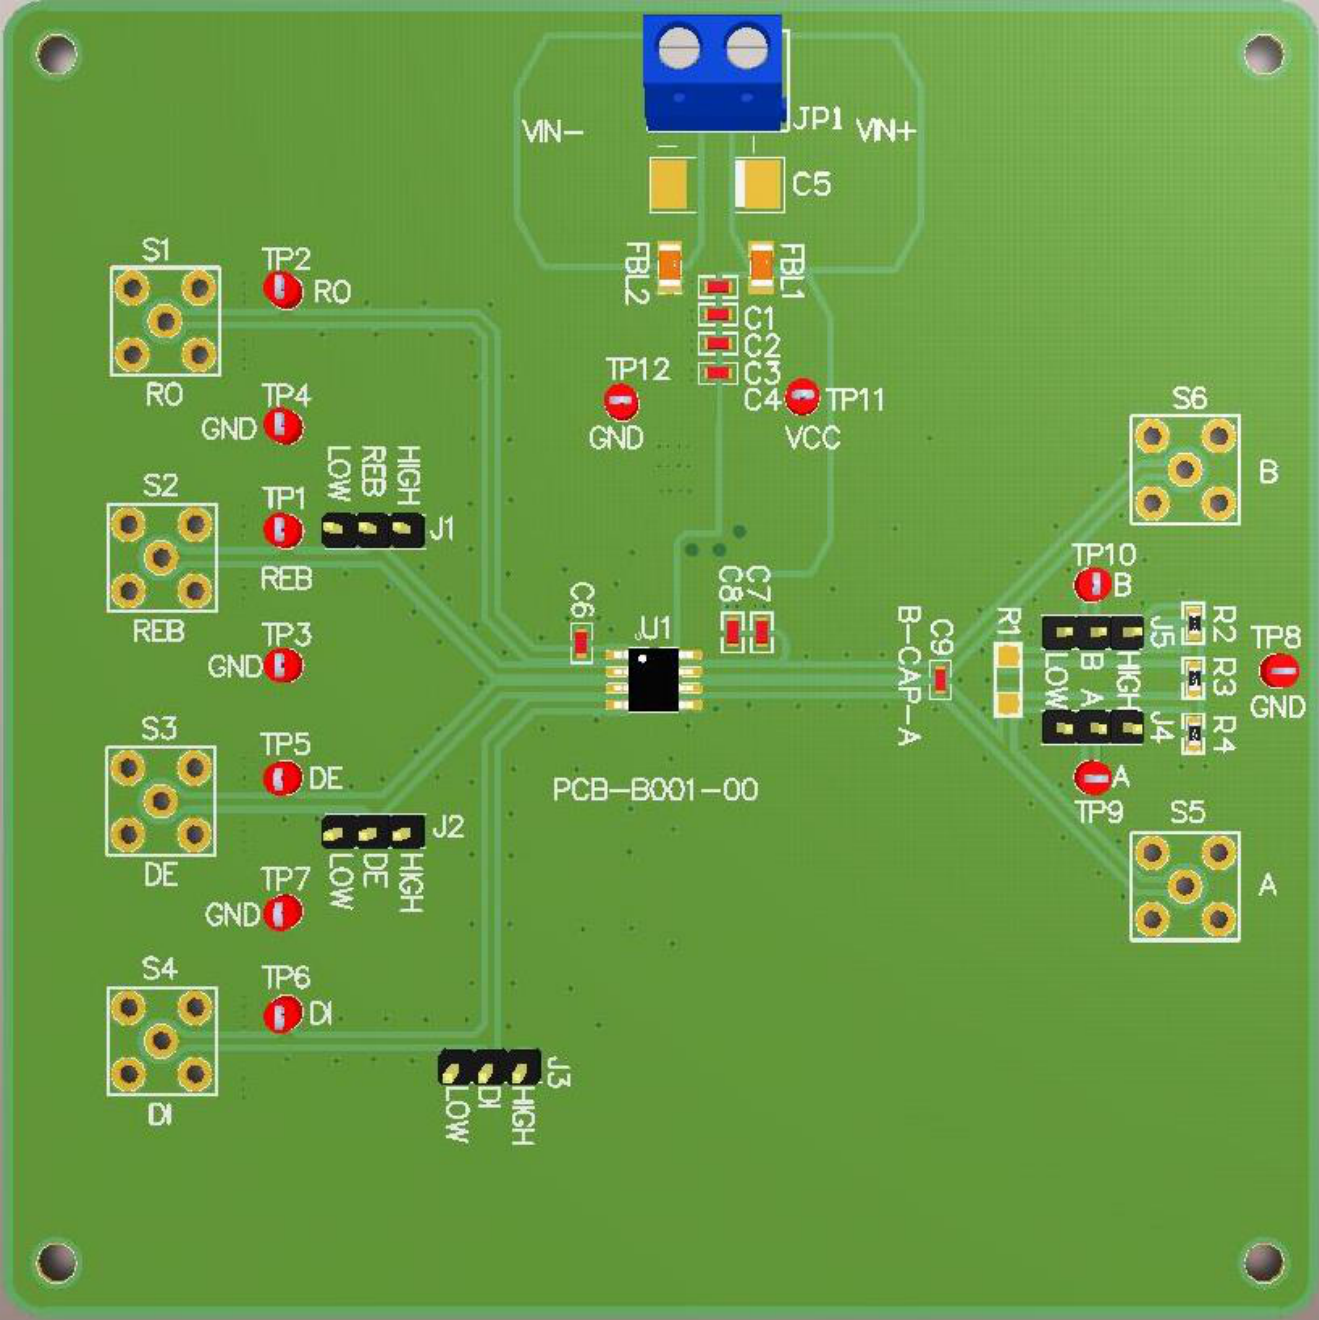 JP1
VIN-
VIN+
C5
S1
TP2
RO
FBL2
FBL1
C1
C2
C3
C4
TP12
GND
TP11
VCC
RO
TP4
GND
S6
B
LOW
REB
HIGH
S2
TP1
J1
REB
REB
TP10
B
C6
C8
C7
U1
B-CAP-A
C9
R1
J5
R2
TP3
GND
TP8
GND
LOW
B
A
HIGH
R3
J4
R4
S3
TP5
DE
PCB-B001-00
A
TP9
S5
J2
DE
LOW
DE
HIGH
TP7
GND
A
S4
TP6
DI
J3
LOW
DI
HIGH
DI